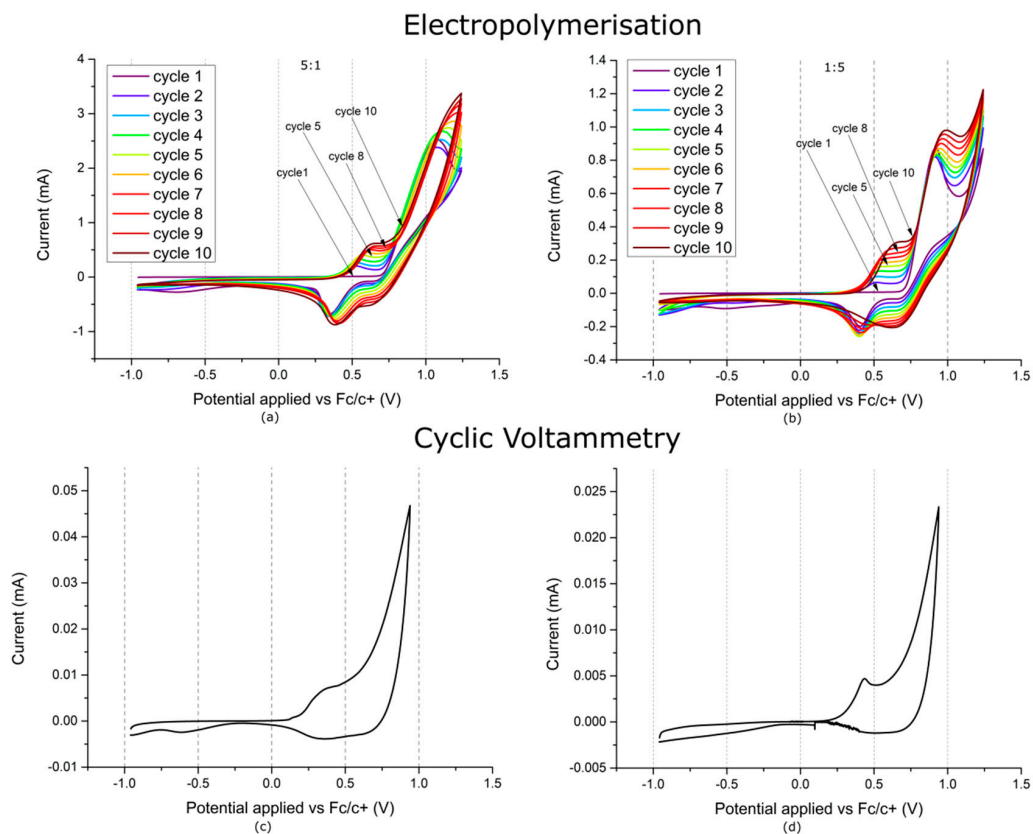 Electropolymerisation
4
3
2
1
0
-1
Current (mA)
cycle 1
cycle 2
cycle 3
cycle 4
cycle 5
cycle 6
cycle 7
cycle 8
cycle 9
cycle 10
5:1
cycle 10
cycle 5
cycle 8
cycle1
-1.0 -0.5 0.0 0.5 1.0 1.5
Potential applied vs Fc/c+ (V)
(a)
1.4
1.2
1.0
0.8
0.6
0.4
0.2
0.0
-0.2
-0.4
Current (mA)
cycle 1
cycle 2
cycle 3
cycle 4
cycle 5
cycle 6
cycle 7
cycle 8
cycle 9
cycle 10
1:5
cycle 8
cycle 1
cycle 5
cycle 10
-1.0 -0.5 0.0 0.5 1.0 1.5
Potential applied vs Fc/c+ (V)
(b)
Cyclic Voltammetry
0.05
0.04
0.03
0.02
0.01
0.00
-0.01
Current (mA)
-1.0 -0.5 0.0 0.5 1.0 1.5
Potential applied vs Fc/c+ (V)
(c)
0.025
0.020
0.015
0.010
0.005
0.000
-0.005
Current (mA)
-1.0 -0.5 0.0 0.5 1.0 1.5
Potential applied vs Fc/c+ (V)
(d)